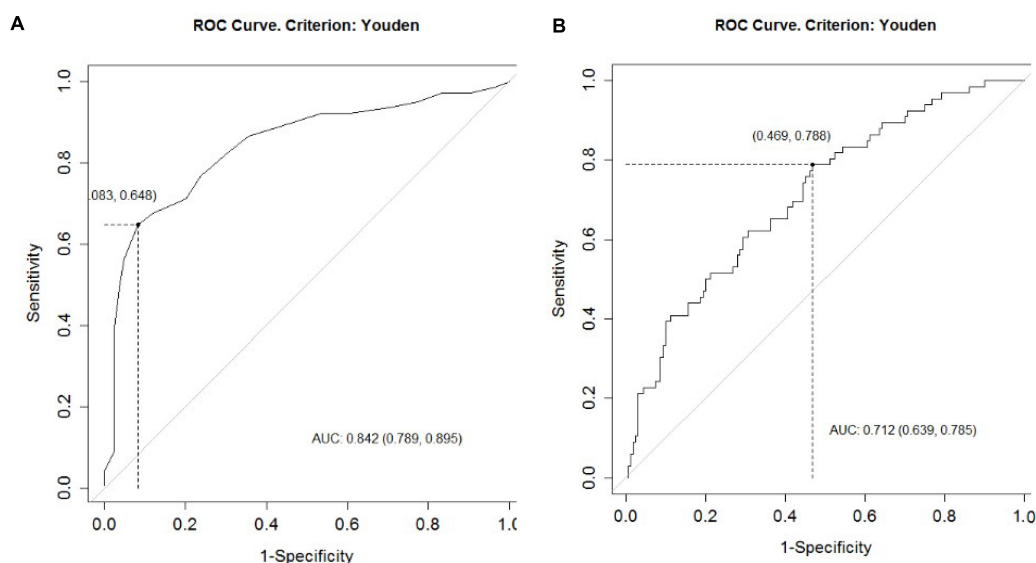 A
ROC Curve. Criterion: Youden
1.0
0.8
0.6
0.4
0.2
0.0
Sensitivity
.083, 0.648)
AUC: 0.842 (0.789, 0.895)
0.0 0.2 0.4 0.6 0.8 1.0
1-Specificity
B
ROC Curve. Criterion: Youden
1.0
0.8
0.6
0.4
0.2
0.0
Sensitivity
(0.469, 0.788)
AUC: 0.712 (0.639, 0.785)
0.0 0.2 0.4 0.6 0.8 1.0
1-Specificity